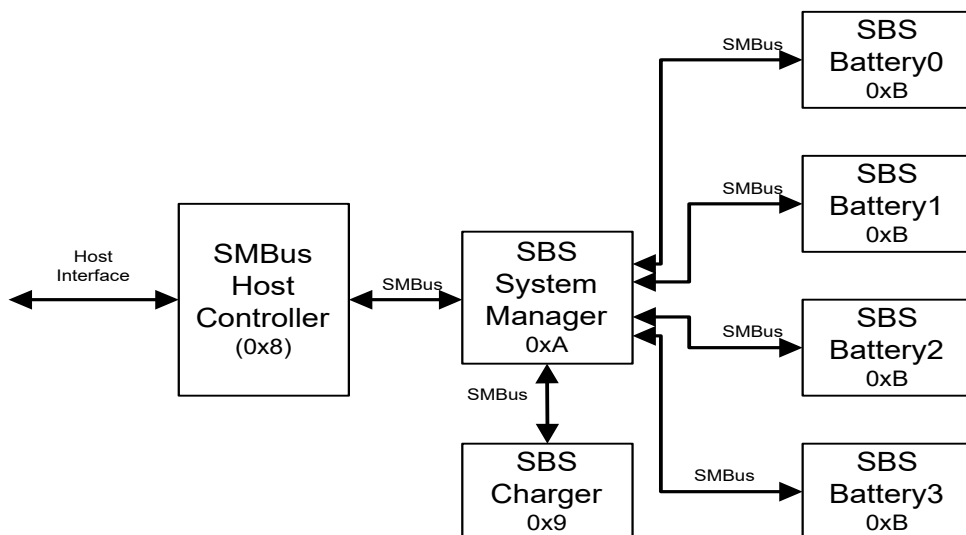 Host
Interface
SMBus
Host
Controller
(0x8)
SMBus
SBS
System
Manager
0xA
SMBus
SBS
Charger
0x9
SMBus
SBS
Battery0
0xB
SMBus
SBS
Battery1
0xB
SMBus
SBS
Battery2
0xB
SMBus
SBS
Battery3
0xB